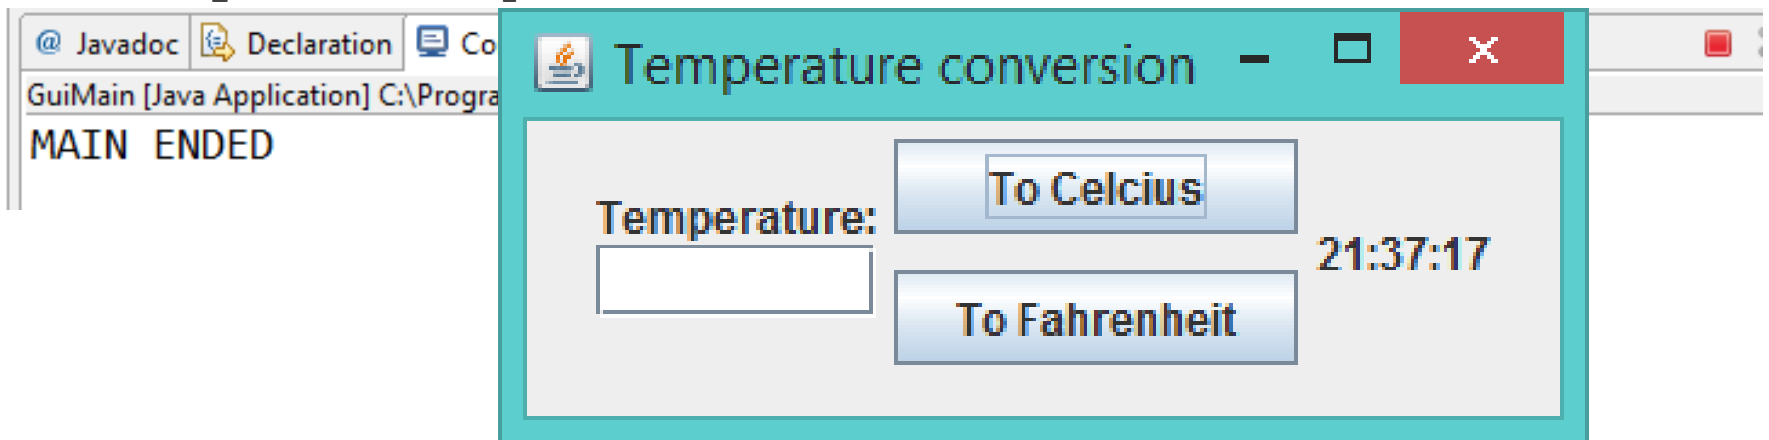 @ Javadoc Declaration Co
GuiMain [Java Application] C:\Progra
MAIN ENDED
Temperature conversion
Temperature:
To Celcius
To Fahrenheit
21:37:17